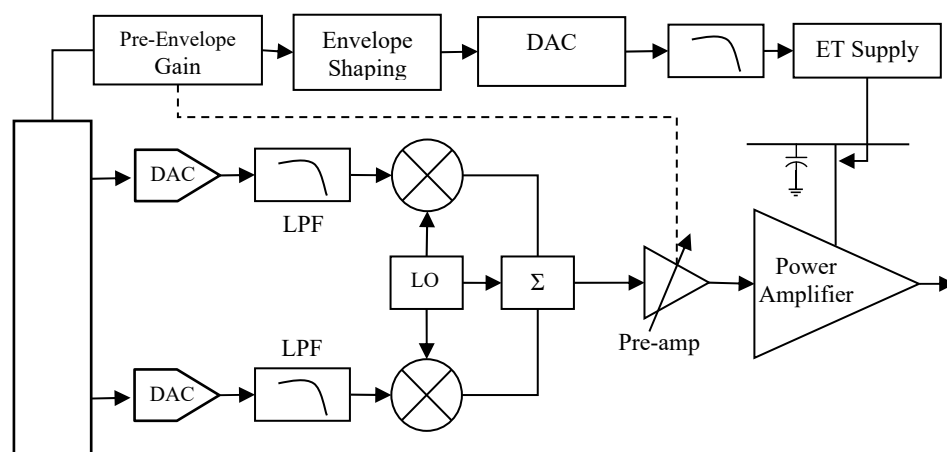 Pre-Envelope
Gain
Envelope
Shaping
DAC
ET Supply
DAC
LPF
LO
Σ
Power
Amplifier
Pre-amp
LPF
DAC